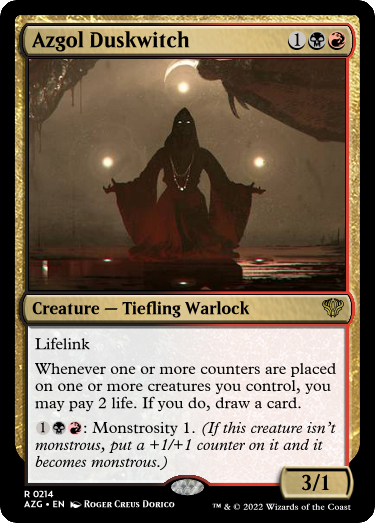 Azgol Duskwitch 1
Creature — Tiefling Warlock
Lifelink
Whenever one or more counters are placed
on one or more creatures you control, you
may pay 2 life. If you do, draw a card.
1 : Monstrosity 1. (If this creature isn't
monstrous, put a +1/+1 counter on it and it
becomes monstrous.)
3/1
R 0214
AZG • EN Roger Creus Dorico
™ & © 2022 Wizards of the Coast